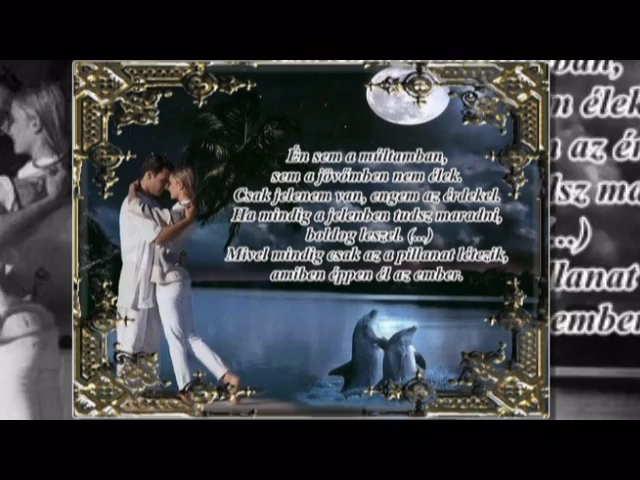 Én sem a múltamban,
sem a jövőmben nem élek.
Csak jelenem van, engem az érdekel.
Ha mindig a jelenben tudsz maradni,
boldog leszel. (...)
Mivel mindig csak az a pillanat létezik,
amiben éppen él az ember.